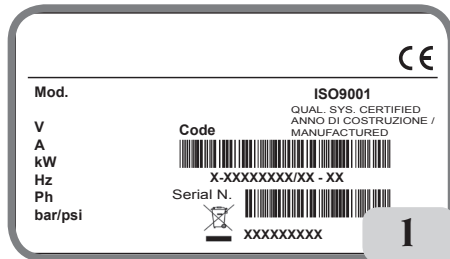 CE
Mod.
ISO9001
QUAL. SYS. CERTIFIED
ANNO DI COSTRUZIONE /
MANUFACTURED
V
A
kW
Hz
Ph
bar/psi
Code
X-XXXXXXXX/XX - XX
Serial N.
XXXXXXXXX
1